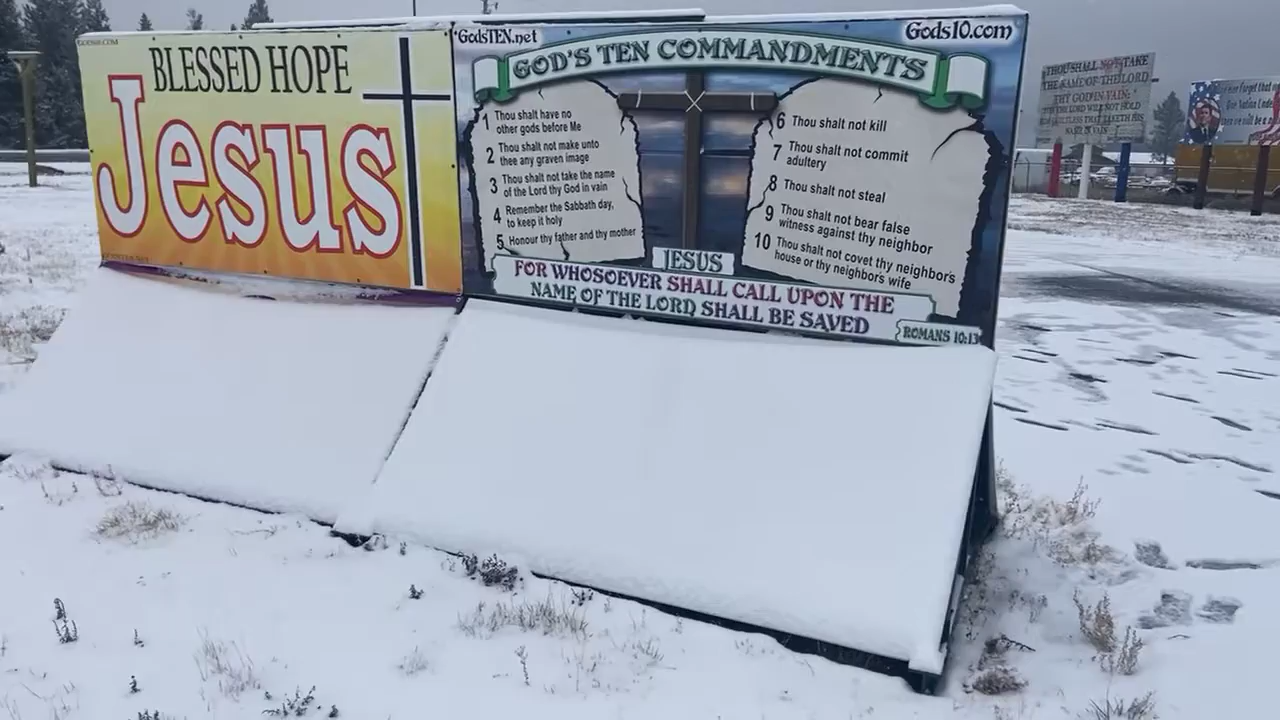 BLESSED HOPE
Jesus
GodsTEN.net
Gods10.com
GOD'S TEN COMMANDMENTS
1 Thou shalt have no
other gods before Me
2 Thou shalt not make unto
thee any graven image
3 Thou shalt not take the name
of the Lord thy God in vain
4 Remember the Sabbath day,
to keep it holy
5 Honour thy father and thy mother
6 Thou shalt not kill
7 Thou shalt not commit
adultery
8 Thou shalt not steal
9 Thou shalt not bear false
witness against thy neighbor
10 Thou shalt not covet thy neighbor's
house or thy neighbor's wife
JESUS
FOR WHOSOEVER SHALL CALL UPON THE
NAME OF THE LORD SHALL BE SAVED
ROMANS 10:13
THOU SHALT NOT TAKE
THE NAME OF THE LORD
THY GOD IN VAIN;